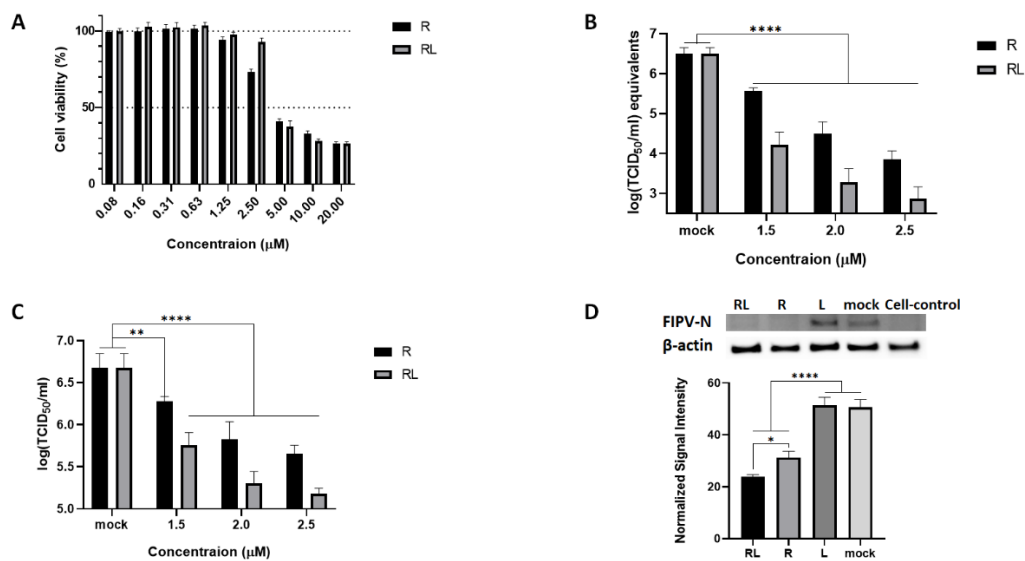 A
Cell viability (%)
100
50
0
R
RL
0.08 0.16 0.31 0.63 1.25 2.50 5.00 10.00 20.00
Concentraion (μM)
B
log(TCID50/ml) equivalents
7
6
5
4
3
****
R
RL
mock 1.5 2.0 2.5
Concentraion (μM)
C
log(TCID50/ml)
7.0
6.5
6.0
5.5
5.0
****
**
R
RL
mock 1.5 2.0 2.5
Concentraion (μM)
D
RL R L mock Cell-control
FIPV-N
β-actin
Normalized Signal Intensity
60
40
20
0
****
*
RL R L mock